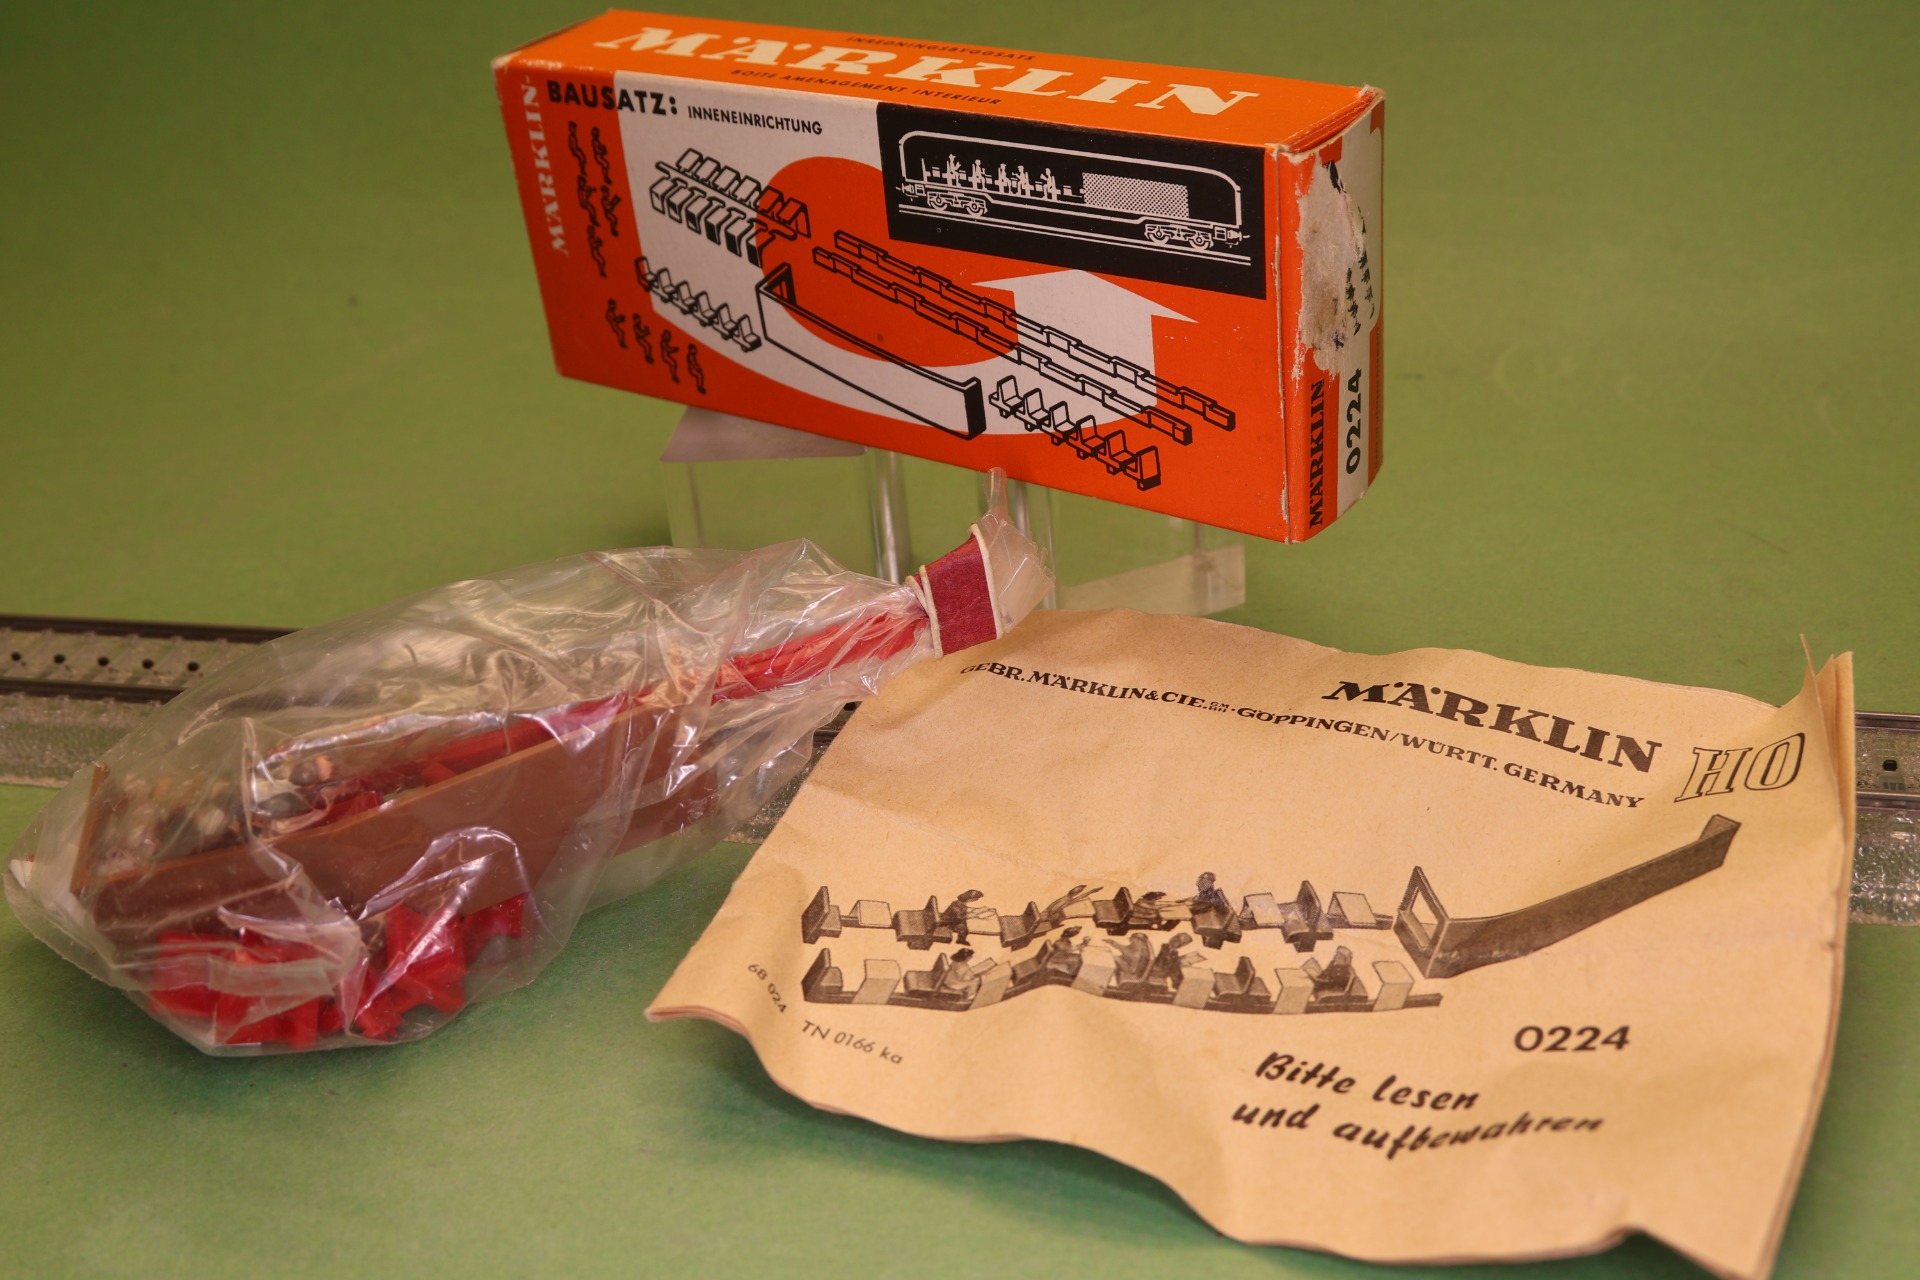 INREDNINGSBYGGSATS
MÄRKLIN
BOITE AMENAGEMENT INTERIEUR
MÄRKLIN
BAUSATZ: INNENEINRICHTUNG
MÄRKLIN
0224
MÄRKLIN HO
GEBR. MÄRKLIN & CIE. GMBH · GÖPPINGEN/WÜRTT. GERMANY
68 924
TN 0166 ka
0224
Bitte lesen
und aufbewahren